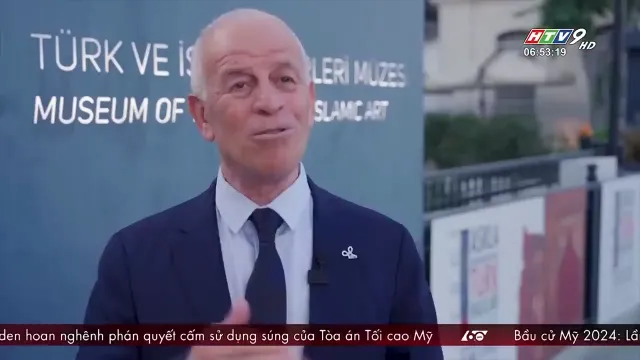 TÜRK VE İS ERLERİ MÜZES
MUSEUM OF ISLAMIC ART
HTV9 HD
06:53:19
den hoan nghênh phán quyết cấm sử dụng súng của Tòa án Tối cao Mỹ
Bầu cử Mỹ 2024: Lầ